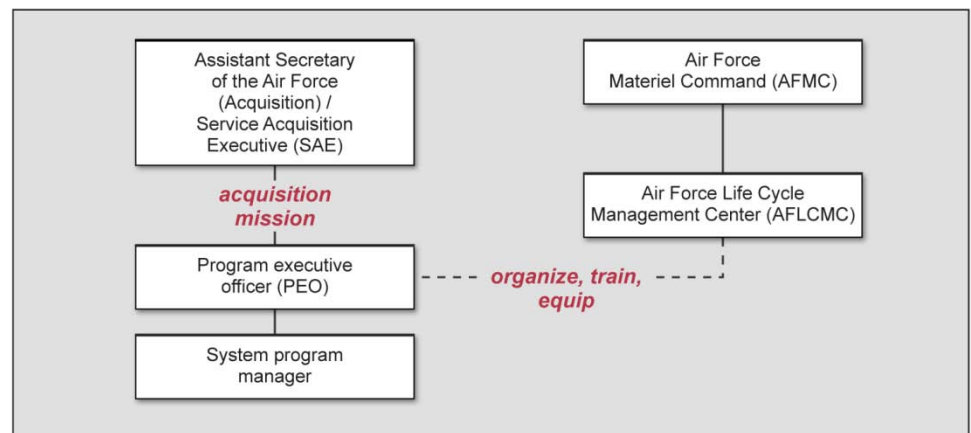 Assistant Secretary
of the Air Force
(Acquisition) /
Service Acquisition
Executive (SAE)
acquisition
mission
Program executive
officer (PEO)
System program
manager
Air Force
Materiel Command (AFMC)
Air Force Life Cycle
Management Center (AFLCMC)
organize, train,
equip